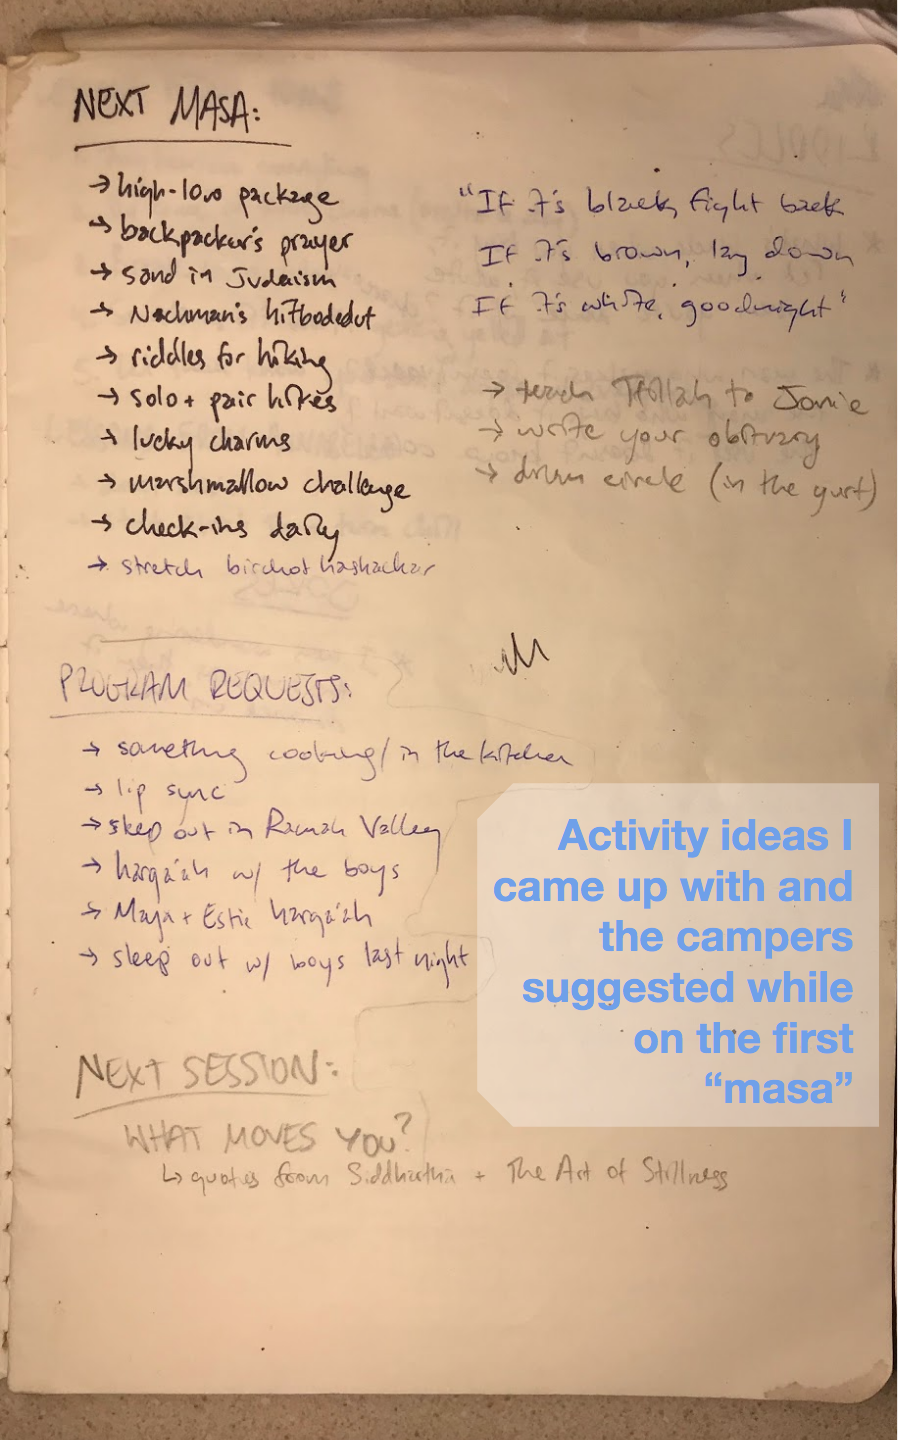 NEXT MASA:
→ high-low package
→ backpacker's prayer
→ sand in Judaism
→ Nachman's hitbodedut
→ riddles for hiking
→ solo + pair hikes
→ lucky charms
→ marshmallow challenge
→ check-ins daily
→ stretch birchot hashachar
"If it's black, fight back
If it's brown, lay down
If it's white, goodnight"
→ teach Tfillah to Jamie
→ write your obituary
→ drum circle (in the yurt)
PROGRAM REQUESTS:
→ something cooking/in the kitchen
→ lip sync
→ sleep out in Ramah Valley
→ harga'ah w/ the boys
→ Maya + Estie harga'ah
→ sleep out w/ boys last night
NEXT SESSION:
WHAT MOVES YOU?
↳ quotes from Siddhartha + The Art of Stillness
Activity ideas I
came up with and
the campers
suggested while
on the first
“masa”